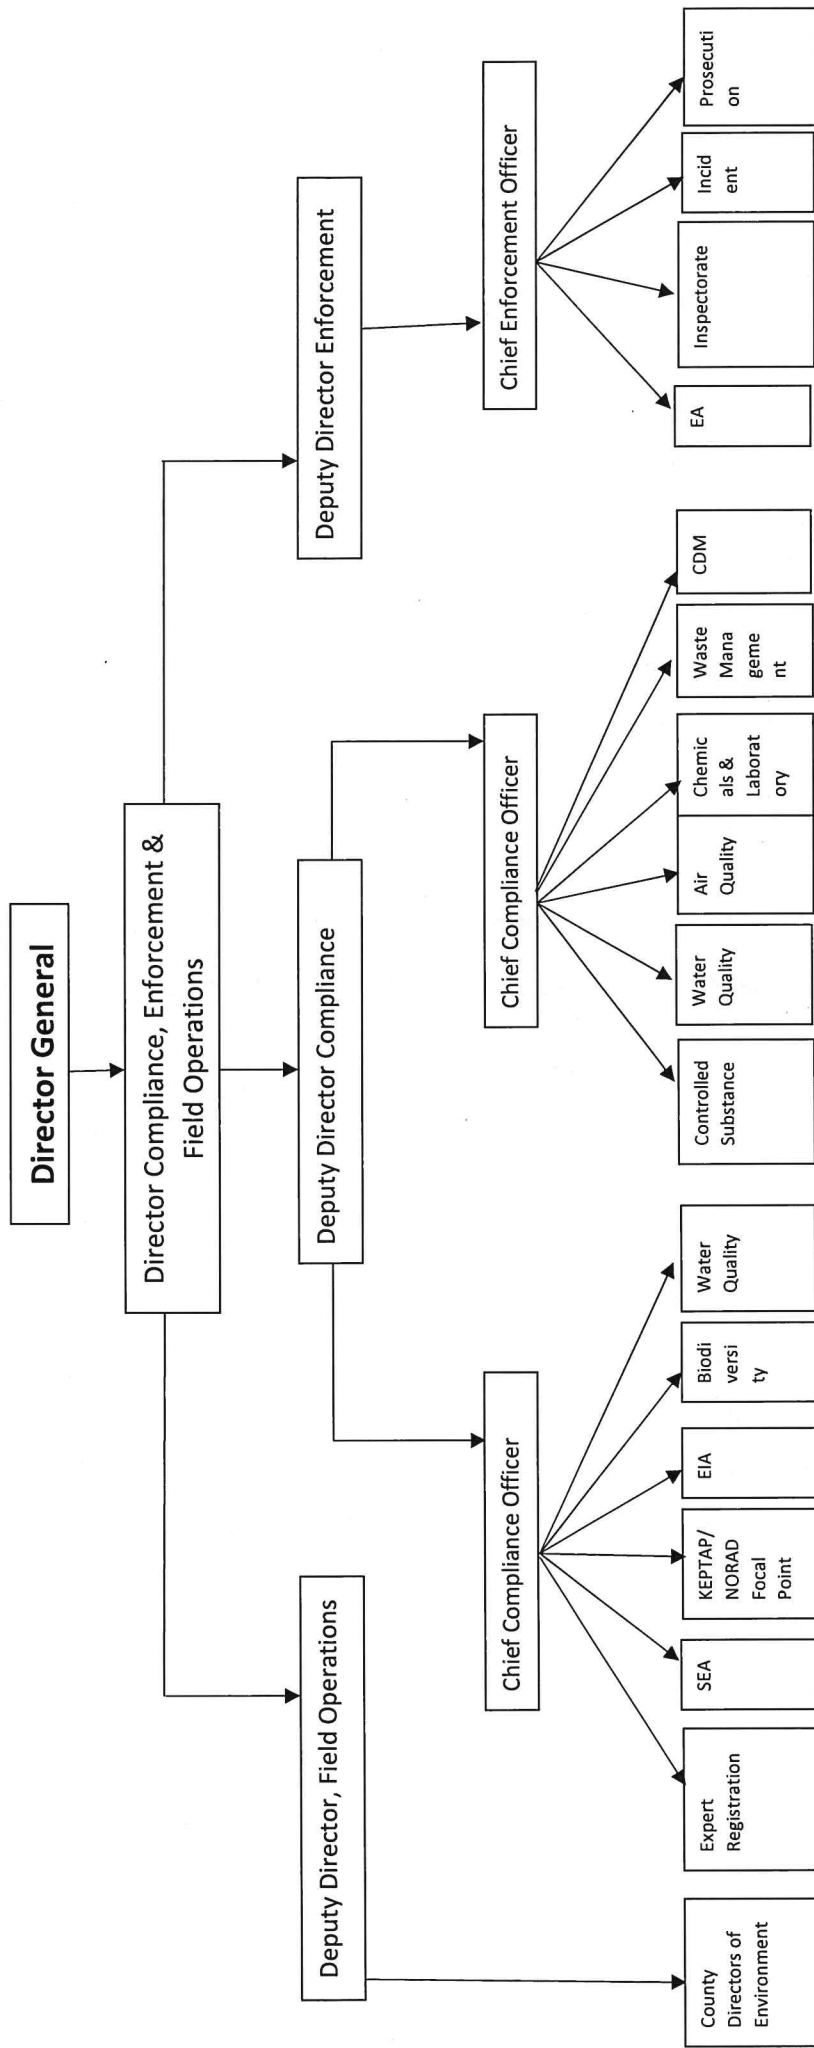 Director General
Director Compliance, Enforcement &
Field Operations
Deputy Director, Field Operations
Deputy Director Compliance
Deputy Director Enforcement
Chief Compliance Officer
Chief Compliance Officer
Chief Enforcement Officer
County
Directors of
Environment
Expert
Registration
SEA
KEPTAP/
NORAD
Focal
Point
EIA
Biodi
versi
ty
Water
Quality
Controlled
Substance
Water
Quality
Air
Quality
Chemic
als &
Laborat
ory
Waste
Mana
geme
nt
CDM
EA
Inspectorate
Incid
ent
Prosecuti
on